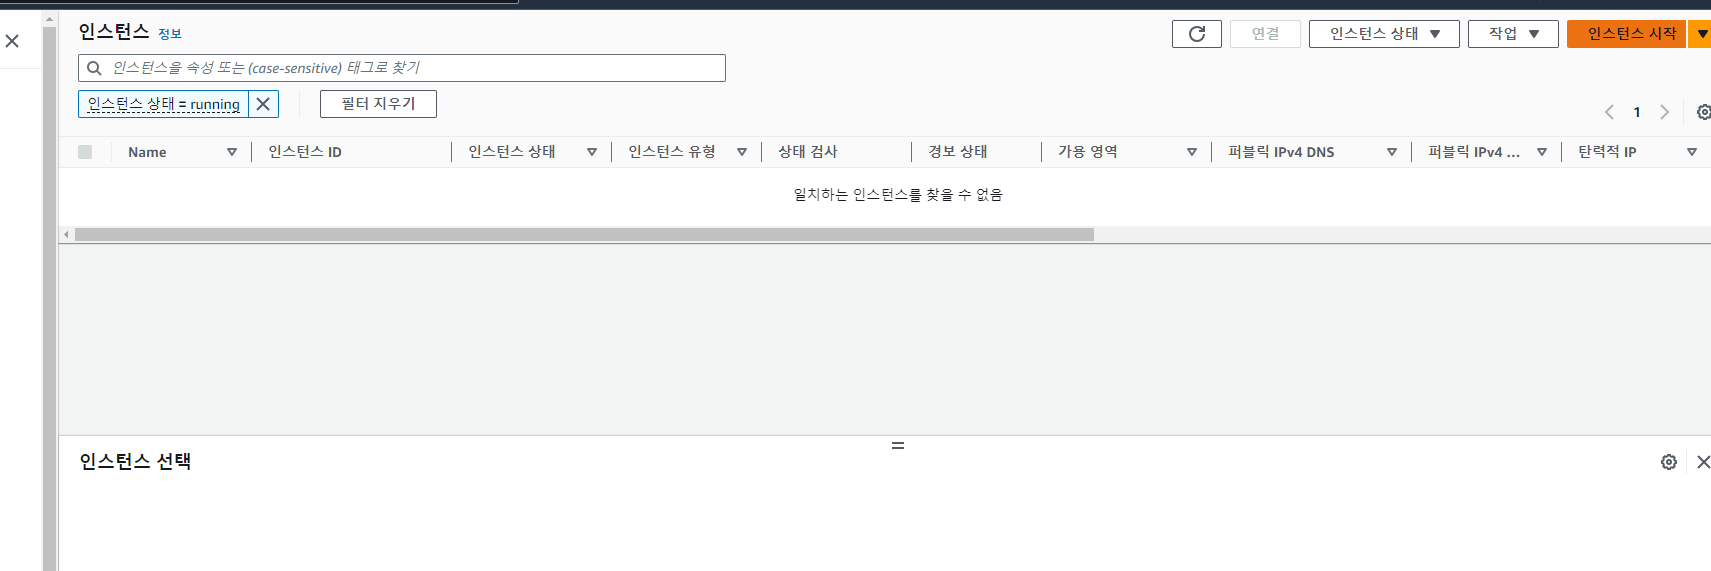 인스턴스 정보
연결 인스턴스 상태 작업 인스턴스 시작
인스턴스을 속성 또는 (case-sensitive) 태그로 찾기
인스턴스 상태 = running 필터 지우기
1
Name 인스턴스 ID 인스턴스 상태 인스턴스 유형 상태 검사 경보 상태 가용 영역 퍼블릭 IPv4 DNS 퍼블릭 IPv4 ... 탄력적 IP
일치하는 인스턴스를 찾을 수 없음
인스턴스 선택